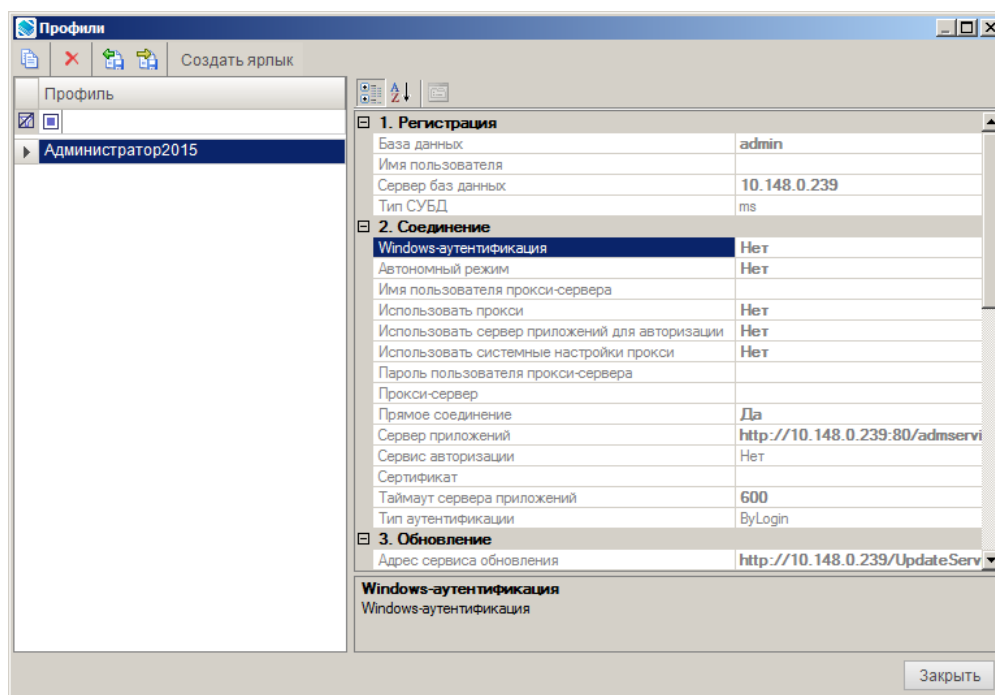 Профили
Создать ярлык
Профиль
Администратор2015
1. Регистрация
База данных admin
Имя пользователя
Сервер баз данных 10.148.0.239
Тип СУБД ms
2. Соединение
Windows-аутентификация Нет
Автономный режим Нет
Имя пользователя прокси-сервера
Использовать прокси Нет
Использовать сервер приложений для авторизации Нет
Использовать системные настройки прокси Нет
Пароль пользователя прокси-сервера
Прокси-сервер
Прямое соединение Да
Сервер приложений http://10.148.0.239:80/admservi
Сервис авторизации Нет
Сертификат
Таймаут сервера приложений 600
Тип аутентификации ByLogin
3. Обновление
Адрес сервиса обновления http://10.148.0.239/UpdateServ
Windows-аутентификация
Windows-аутентификация
Закрыть